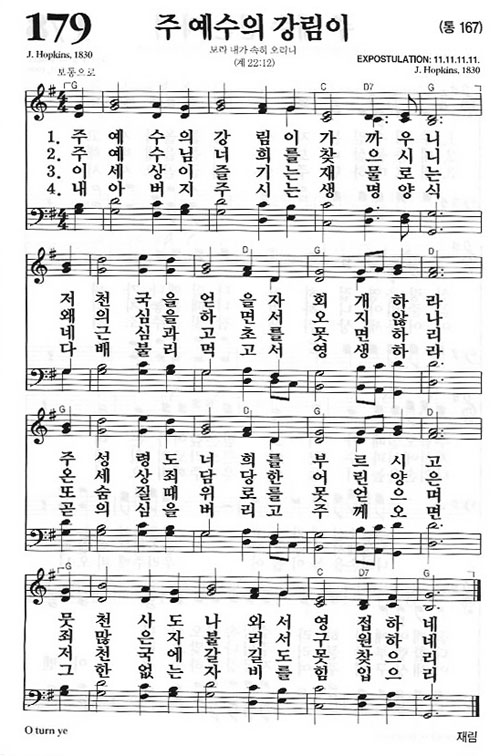 179
주 예수의 강림이
(통 167)
J. Hopkins, 1830
보라 내가 속히 오리니
(계 22:12)
EXPOSTULATION: 11.11.11.11.
J. Hopkins, 1830
보통으로
G C D7 G
1. 주 예 수 의 강 림 이 가 까 우 니
2. 주 예 수 님 너 희 를 찾 으 시 니
3. 이 세 상 이 즐 기 는 재 물 로 는
4. 내 아 버 지 주 시 는 생 명 양 식
G D G D
저 천 국 을 얻 을 자 회 개 하 라
왜 의 심 을 하 면 서 오 지 않 나
네 근 심 과 고 초 를 못 면 하 리
다 배 불 리 먹 고 서 영 생 하 라
G D G D
주 성 령 도 너 희 를 부 르 시 고
온 세 상 죄 담 당 한 어 린 양 은
또 숨 질 때 위 로 를 못 얻 으 며
곧 의 심 을 버 리 고 주 께 오 면
G C D7 G
뭇 천 사 도 나 와 서 영 접 하 네
죄 많 은 자 불 러 서 구 원 하 네
저 천 국 에 갈 길 도 못 찾 으 리
그 한 없 는 자 비 를 힘 입 으 리
O turn ye
재림